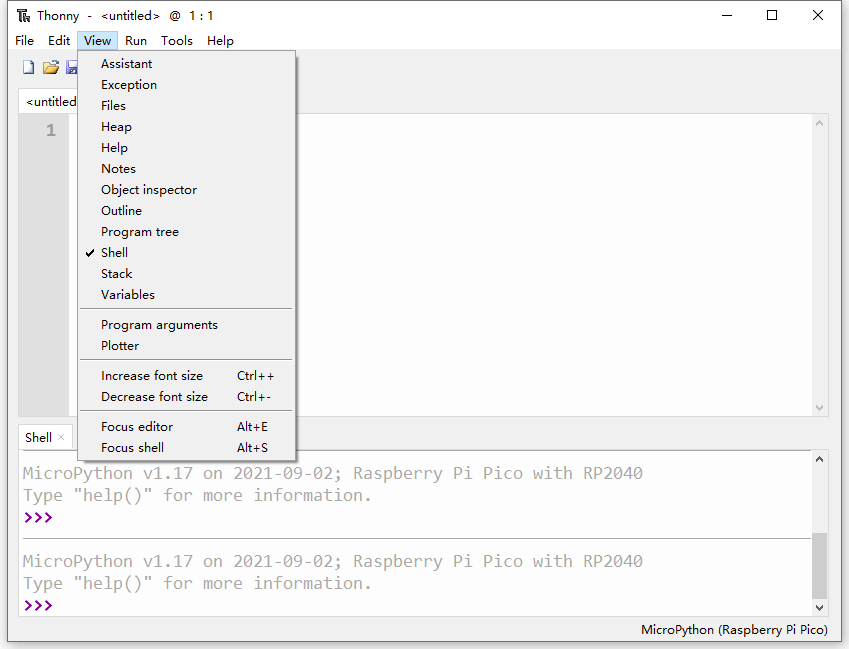 Thonny - <untitled> @ 1 : 1
File Edit View Run Tools Help
<untitled
Assistant
Exception
Files
Heap
Help
Notes
Object inspector
Outline
Program tree
Shell
Stack
Variables
Program arguments
Plotter
Increase font size Ctrl++
Decrease font size Ctrl+-
Focus editor Alt+E
Focus shell Alt+S
1
Shell ×
MicroPython v1.17 on 2021-09-02; Raspberry Pi Pico with RP2040
Type "help()" for more information.
>>>
MicroPython v1.17 on 2021-09-02; Raspberry Pi Pico with RP2040
Type "help()" for more information.
>>>
MicroPython (Raspberry Pi Pico)